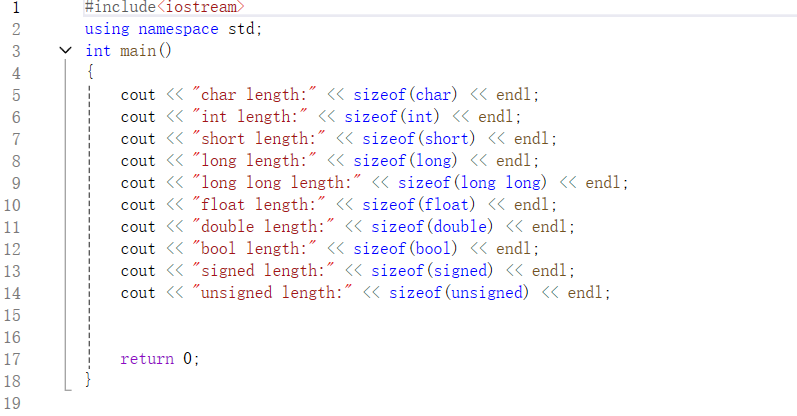 1 #include<iostream>
2 using namespace std;
3 int main()
4 {
5 cout << "char length:" << sizeof(char) << endl;
6 cout << "int length:" << sizeof(int) << endl;
7 cout << "short length:" << sizeof(short) << endl;
8 cout << "long length:" << sizeof(long) << endl;
9 cout << "long long length:" << sizeof(long long) << endl;
10 cout << "float length:" << sizeof(float) << endl;
11 cout << "double length:" << sizeof(double) << endl;
12 cout << "bool length:" << sizeof(bool) << endl;
13 cout << "signed length:" << sizeof(signed) << endl;
14 cout << "unsigned length:" << sizeof(unsigned) << endl;
15
16
17 return 0;
18 }
19